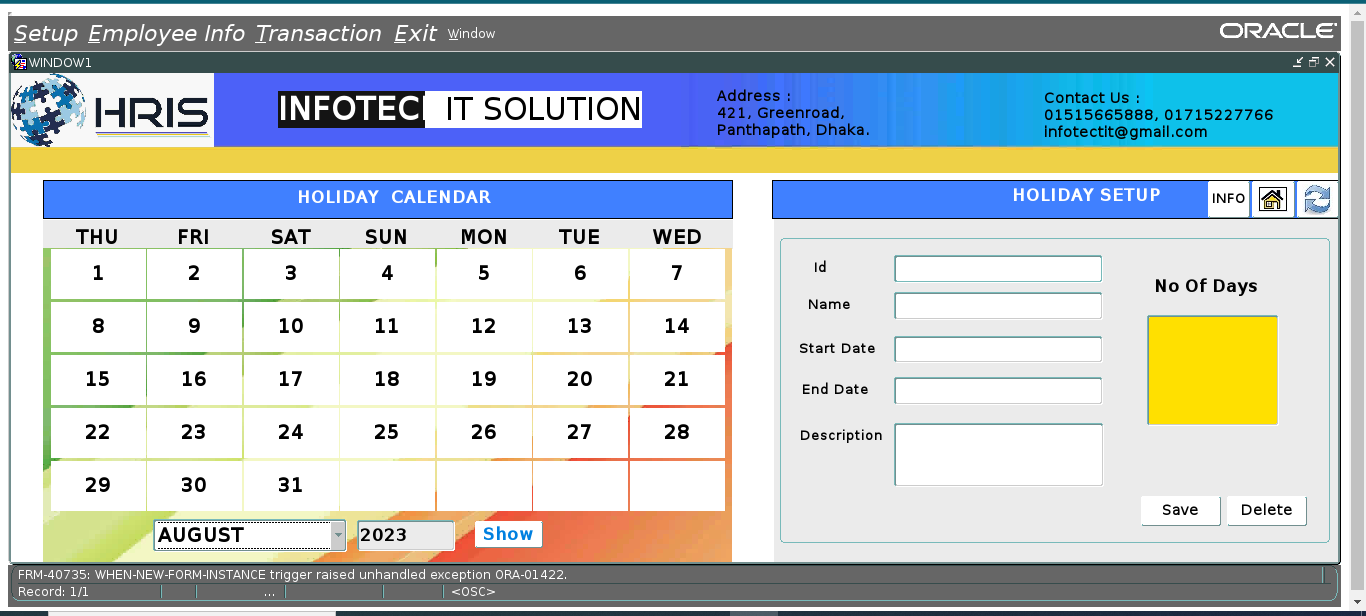 Setup Employee Info Transaction Exit Window
ORACLE
WINDOW1
HRIS
INFOTEC IT SOLUTION
Address :
421, Greenroad,
Panthapath, Dhaka.
Contact Us :
01515665888, 01715227766
infotectit@gmail.com
HOLIDAY CALENDAR
THU FRI SAT SUN MON TUE WED
1 2 3 4 5 6 7
8 9 10 11 12 13 14
15 16 17 18 19 20 21
22 23 24 25 26 27 28
29 30 31
AUGUST 2023 Show
HOLIDAY SETUP INFO
Id
Name
Start Date
End Date
Description
No Of Days
Save Delete
FRM-40735: WHEN-NEW-FORM-INSTANCE trigger raised unhandled exception ORA-01422.
Record: 1/1 ... <OSC>